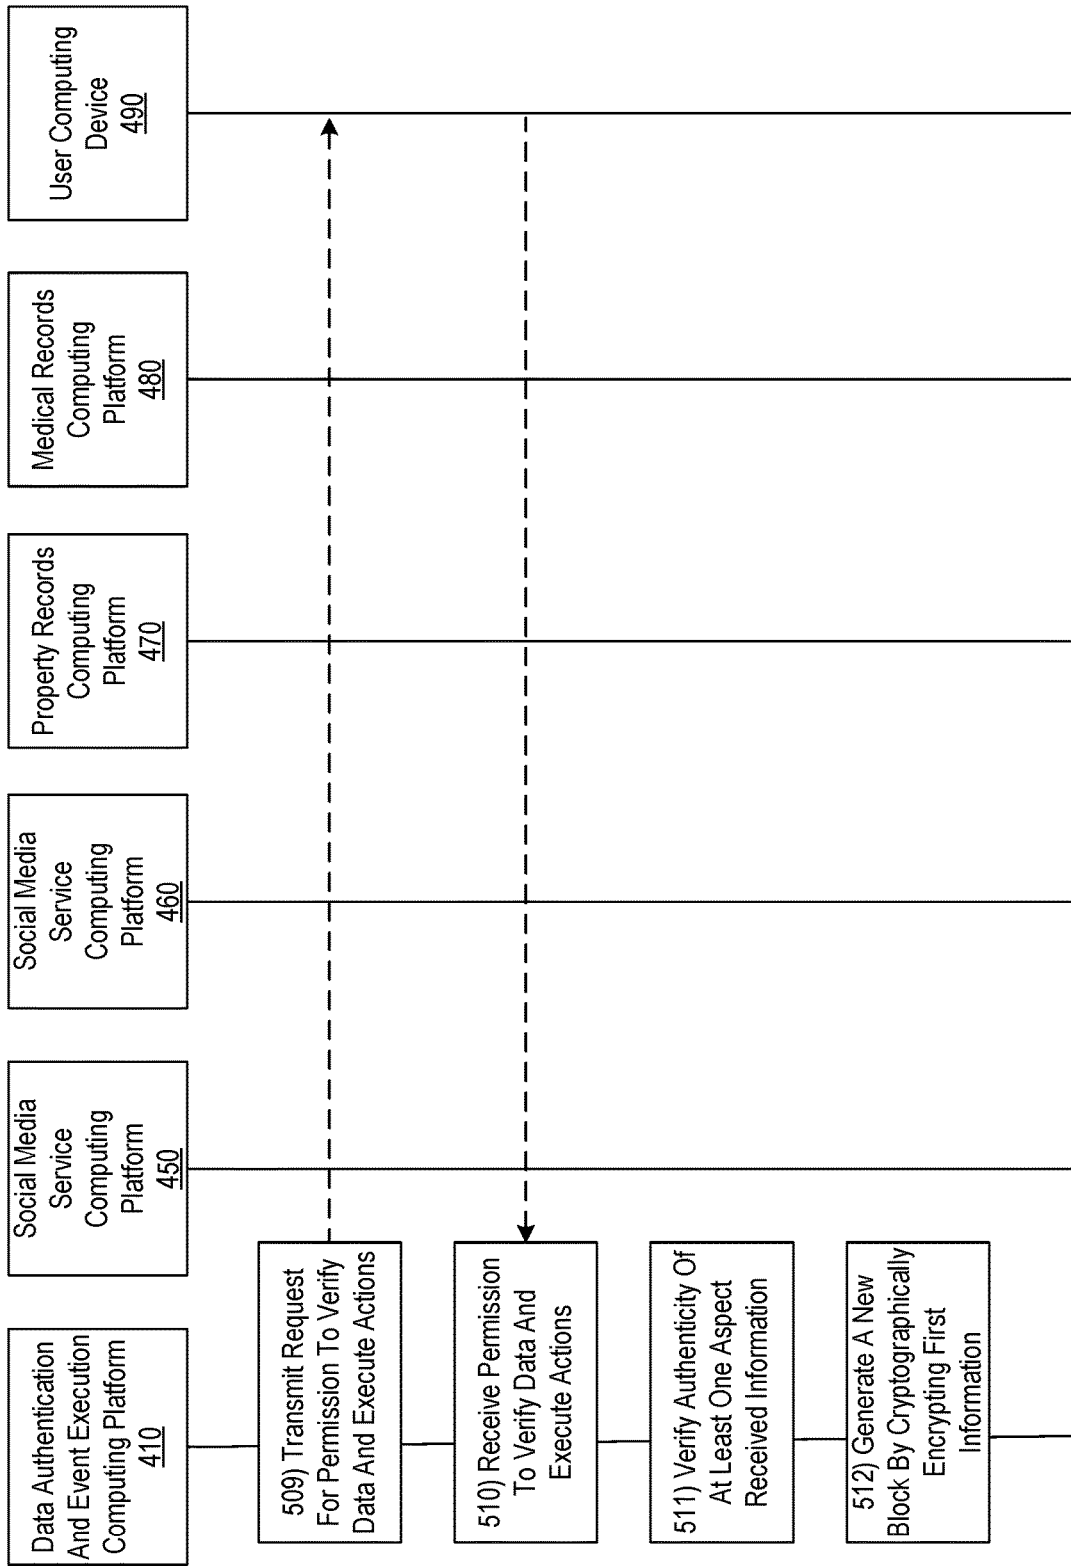 Data Authentication
And Event Execution
Computing Platform
410
Social Media
Service
Computing
Platform
450
Social Media
Service
Computing
Platform
460
Property Records
Computing
Platform
470
Medical Records
Computing
Platform
480
User Computing
Device
490
509) Transmit Request
For Permission To Verify
Data And Execute Actions
510) Receive Permission
To Verify Data And
Execute Actions
511) Verify Authenticity Of
At Least One Aspect
Received Information
512) Generate A New
Block By Cryptographically
Encrypting First
Information